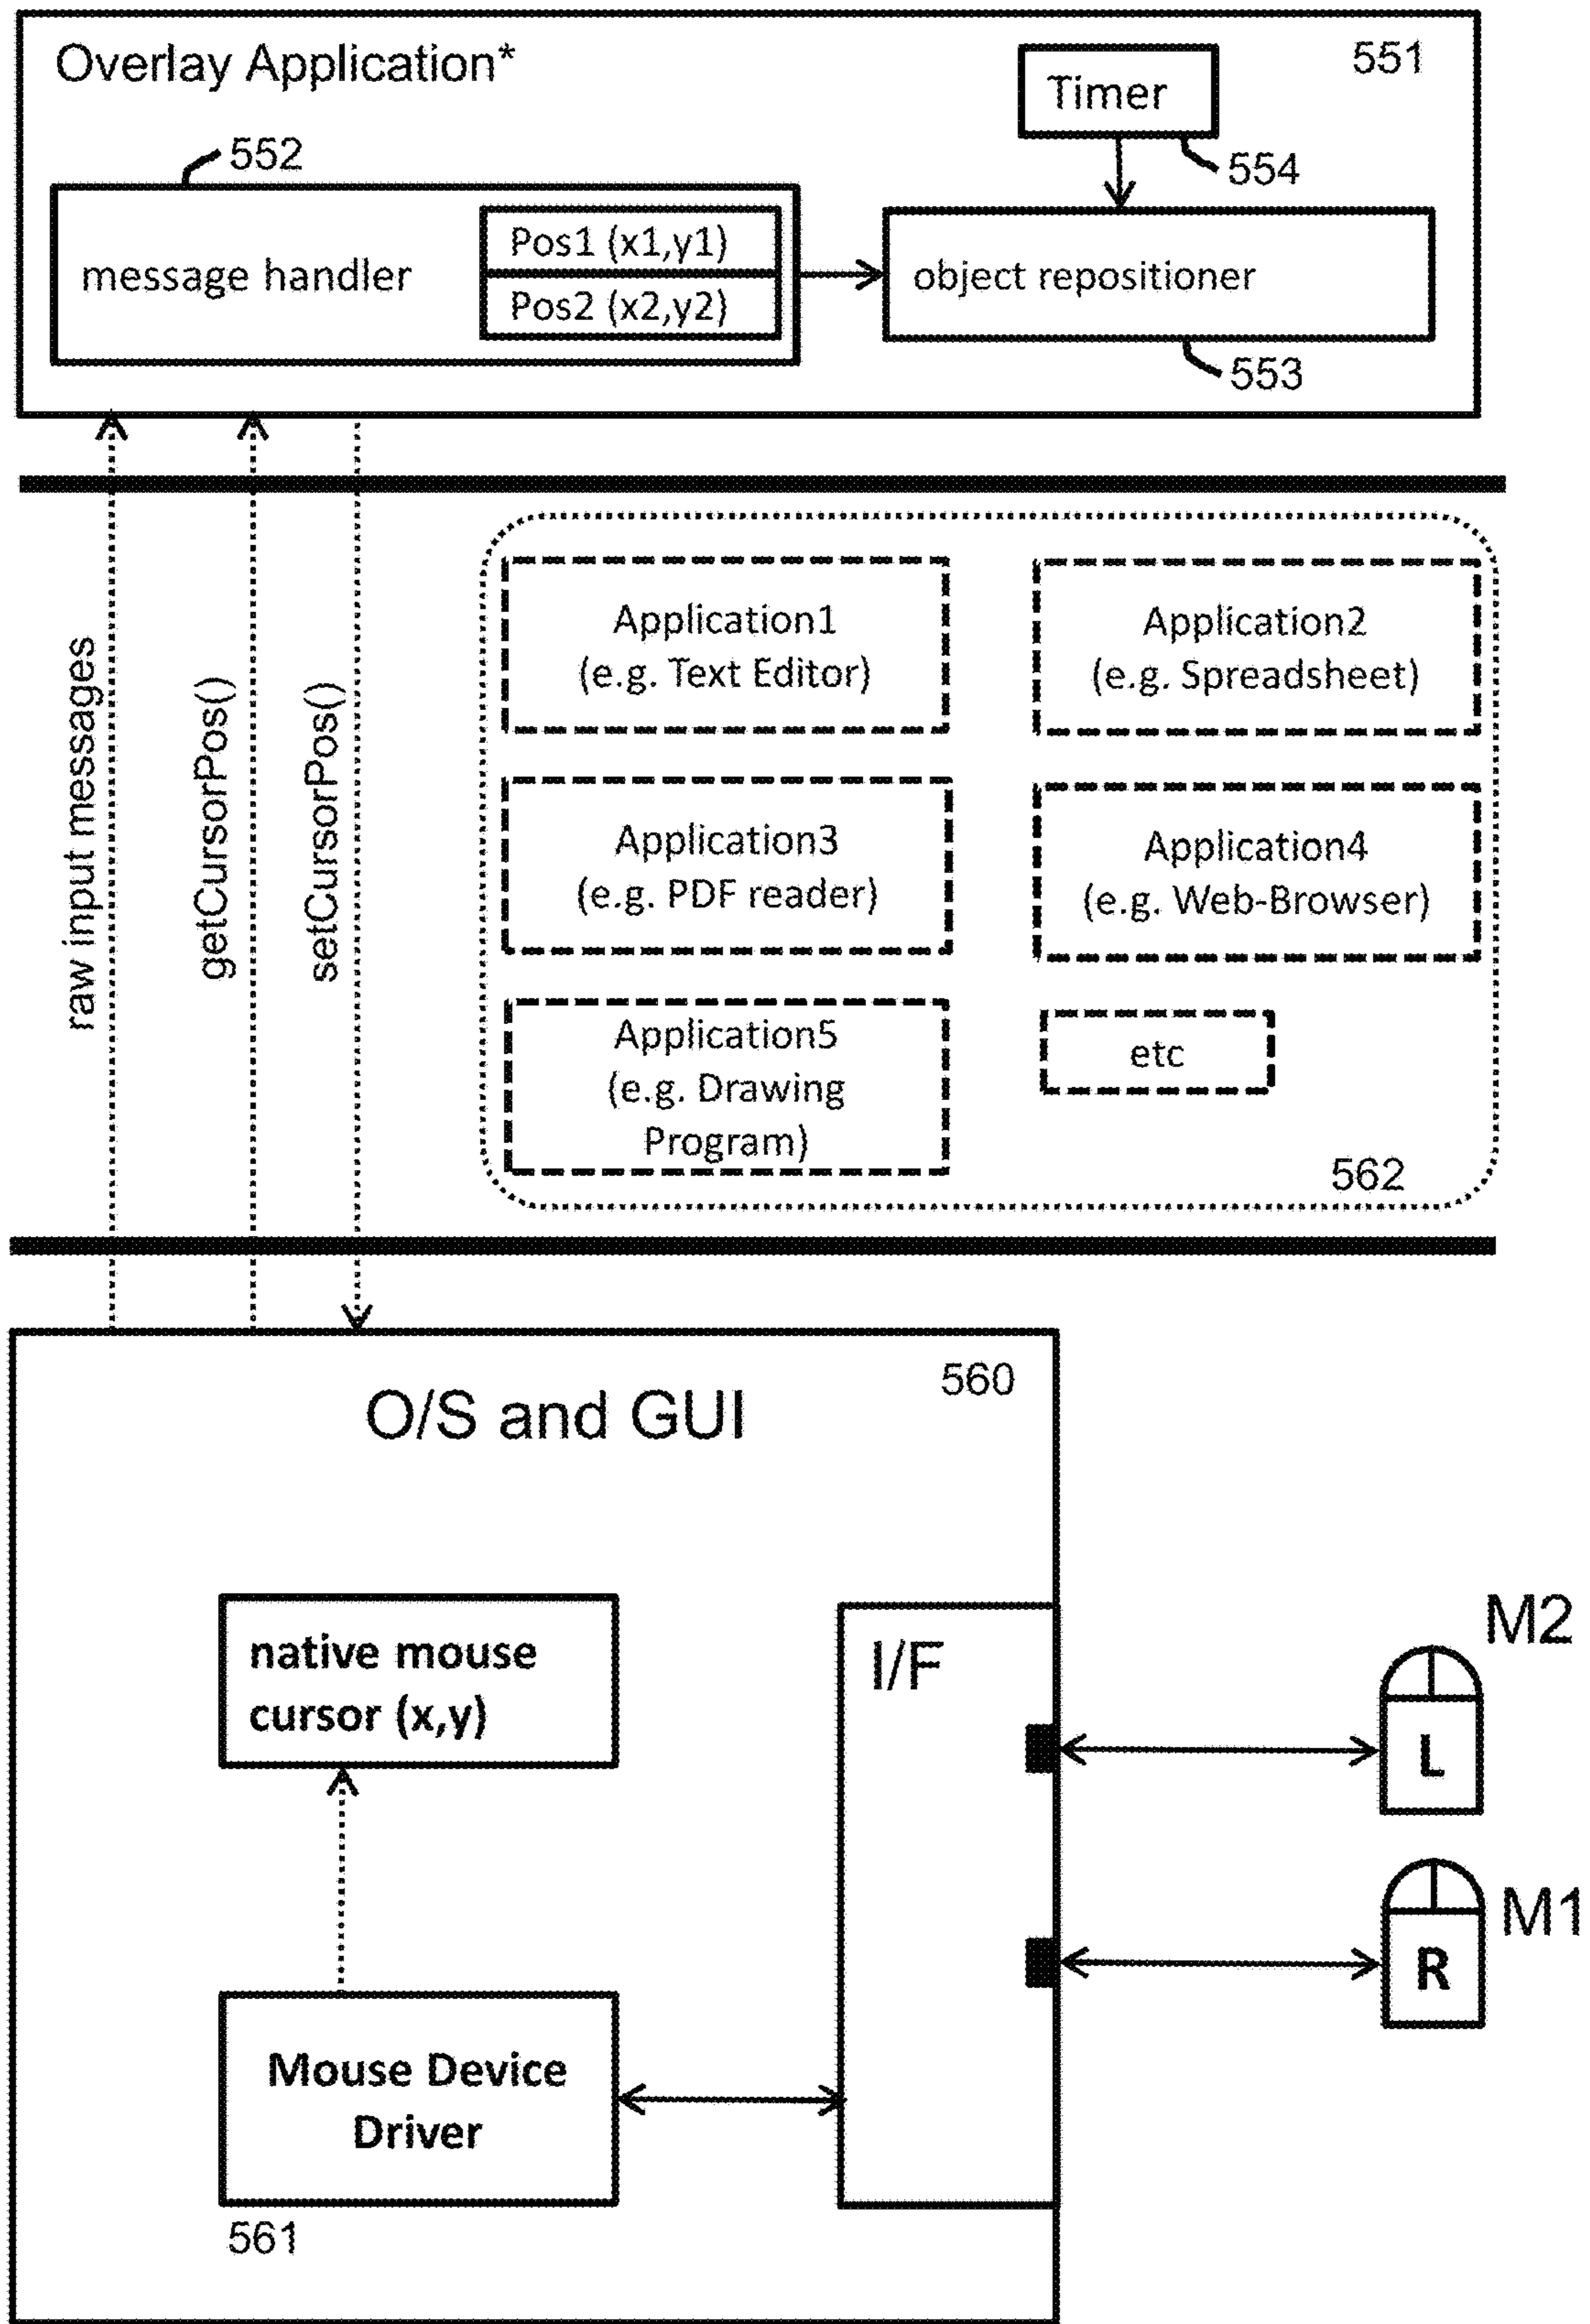 Overlay Application*
551
Timer
552
554
message handler
Pos1 (x1,y1)
Pos2 (x2,y2)
object repositioner
553
raw input messages
getCursorPos()
setCursorPos()
Application1
(e.g. Text Editor)
Application2
(e.g. Spreadsheet)
Application3
(e.g. PDF reader)
Application4
(e.g. Web-Browser)
Application5
(e.g. Drawing
Program)
etc
562
560
O/S and GUI
native mouse
cursor (x,y)
I/F
M2
L
M1
R
Mouse Device
Driver
561